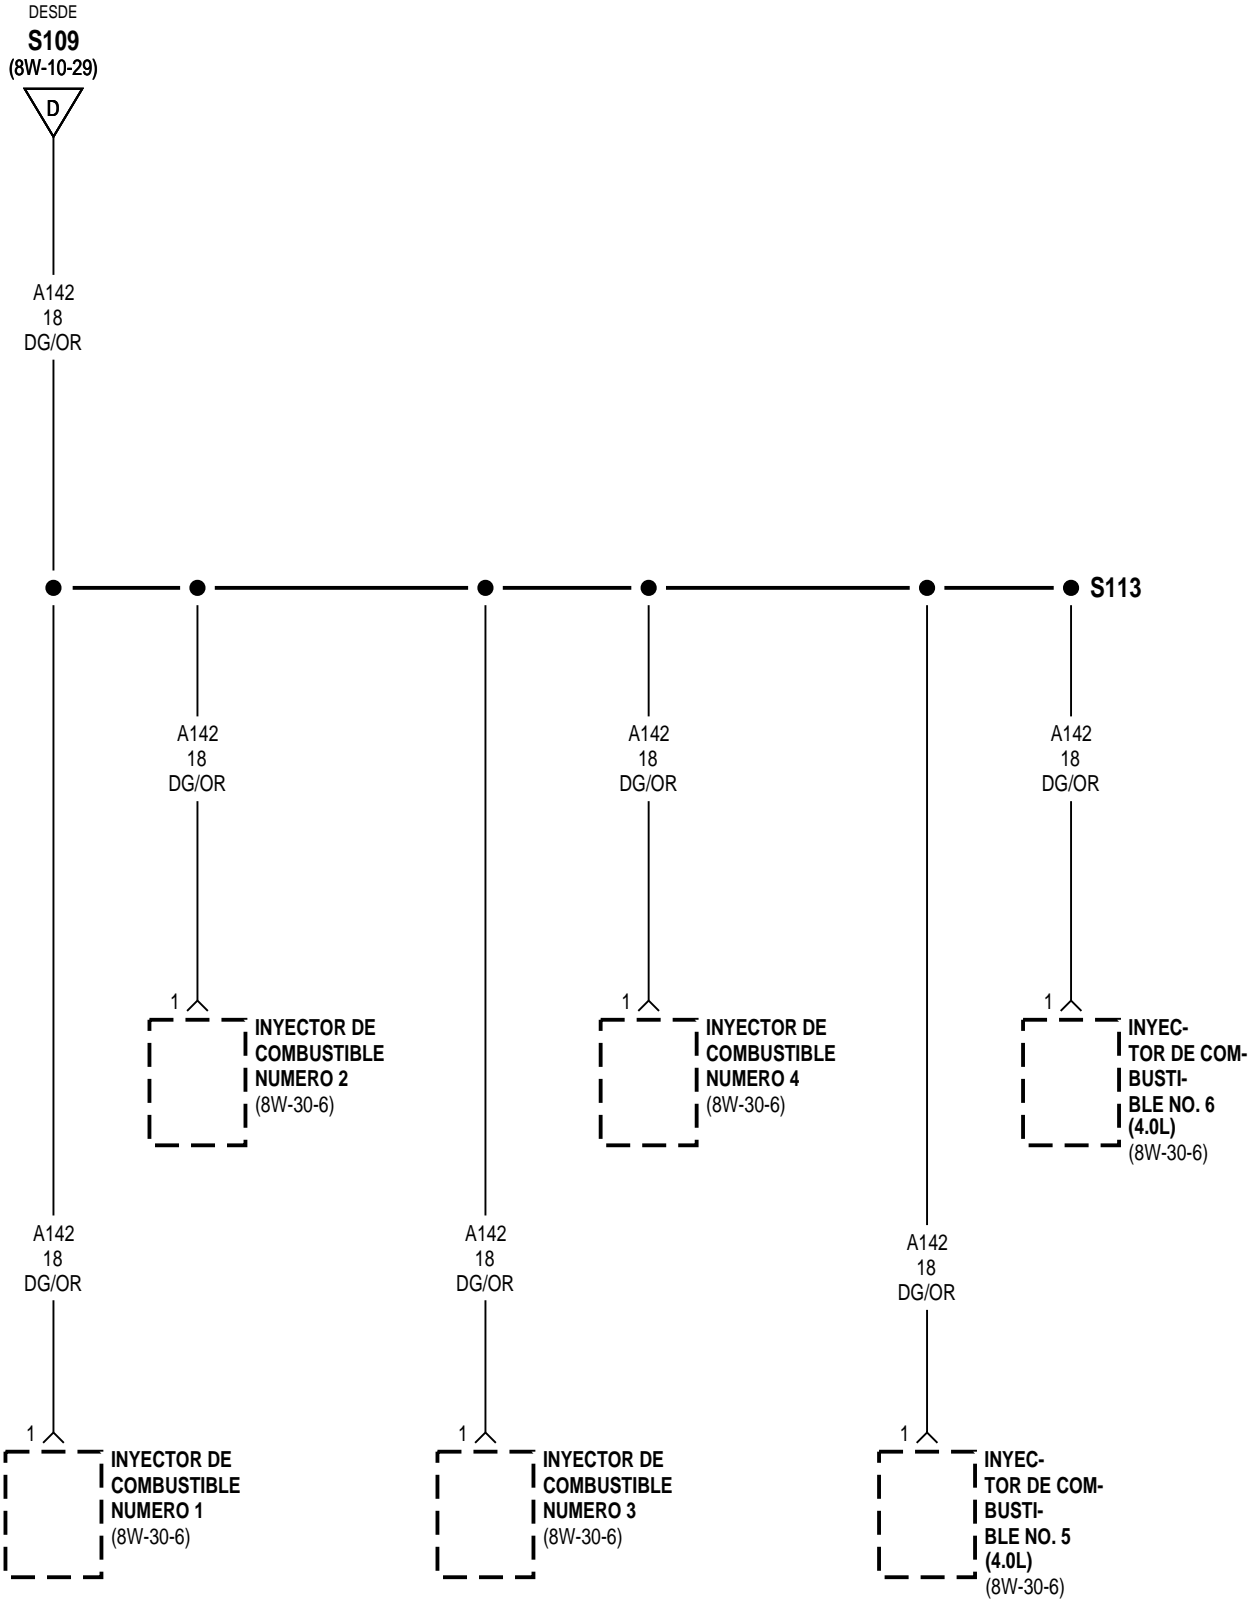 DESDE
S109
(8W-10-29)
D
A142
18
DG/OR
S113
A142
18
DG/OR
A142
18
DG/OR
A142
18
DG/OR
1
INYECTOR DE
COMBUSTIBLE
NUMERO 2
(8W-30-6)
1
INYECTOR DE
COMBUSTIBLE
NUMERO 4
(8W-30-6)
1
INYEC-
TOR DE COM-
BUSTI-
BLE NO. 6
(4.0L)
(8W-30-6)
A142
18
DG/OR
A142
18
DG/OR
A142
18
DG/OR
1
INYECTOR DE
COMBUSTIBLE
NUMERO 1
(8W-30-6)
1
INYECTOR DE
COMBUSTIBLE
NUMERO 3
(8W-30-6)
1
INYEC-
TOR DE COM-
BUSTI-
BLE NO. 5
(4.0L)
(8W-30-6)